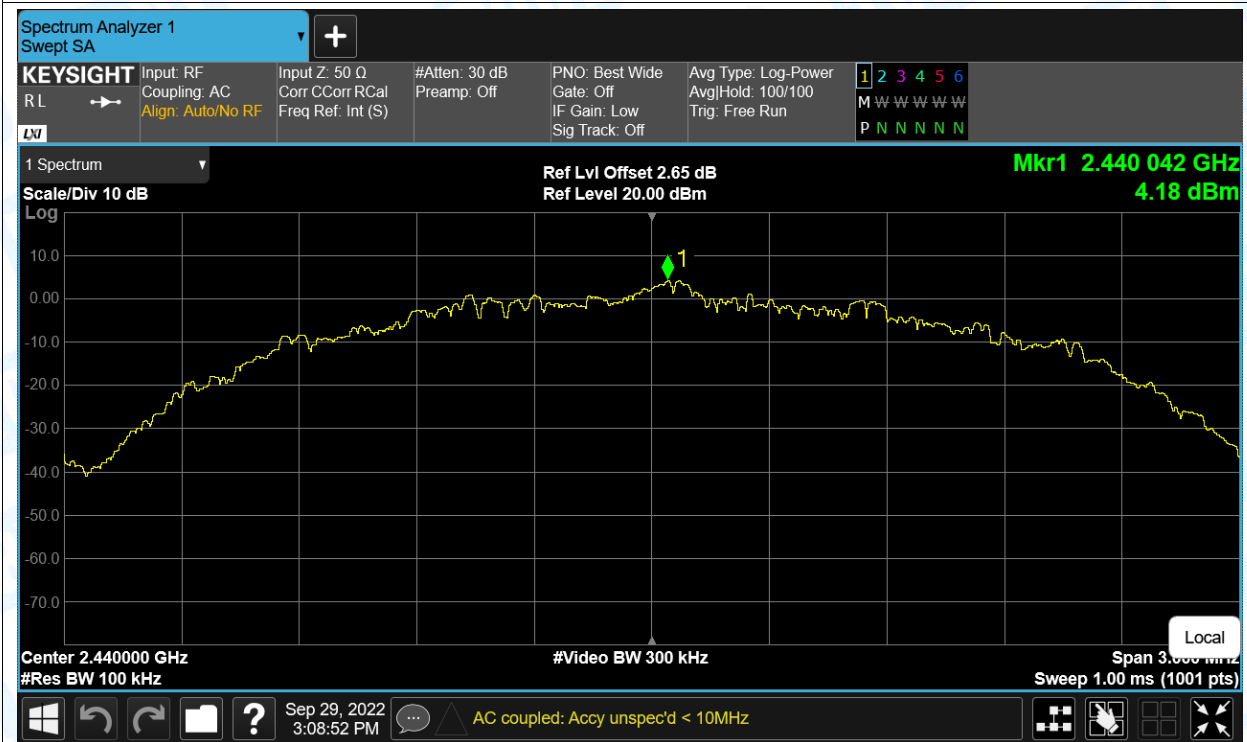 Spectrum Analyzer 1
Swept SA
KEYSIGHT
R L
LXI
Input: RF
Coupling: AC
Align: Auto/No RF
Input Z: 50 Ω
Corr CCorr RCal
Freq Ref: Int (S)
#Atten: 30 dB
Preamp: Off
PNO: Best Wide
Gate: Off
IF Gain: Low
Sig Track: Off
Avg Type: Log-Power
Avg|Hold: 100/100
Trig: Free Run
1 2 3 4 5 6
M W W W W W
P N N N N N
1 Spectrum
Scale/Div 10 dB
Ref Lvl Offset 2.65 dB
Ref Level 20.00 dBm
Mkr1 2.440 042 GHz
4.18 dBm
Log
1
10.0
0.00
-10.0
-20.0
-30.0
-40.0
-50.0
-60.0
-70.0
Local
Center 2.440000 GHz
#Video BW 300 kHz
Span 3.000 MHz
#Res BW 100 kHz
Sweep 1.00 ms (1001 pts)
?
Sep 29, 2022
3:08:52 PM
AC coupled: Accy unspec'd < 10MHz